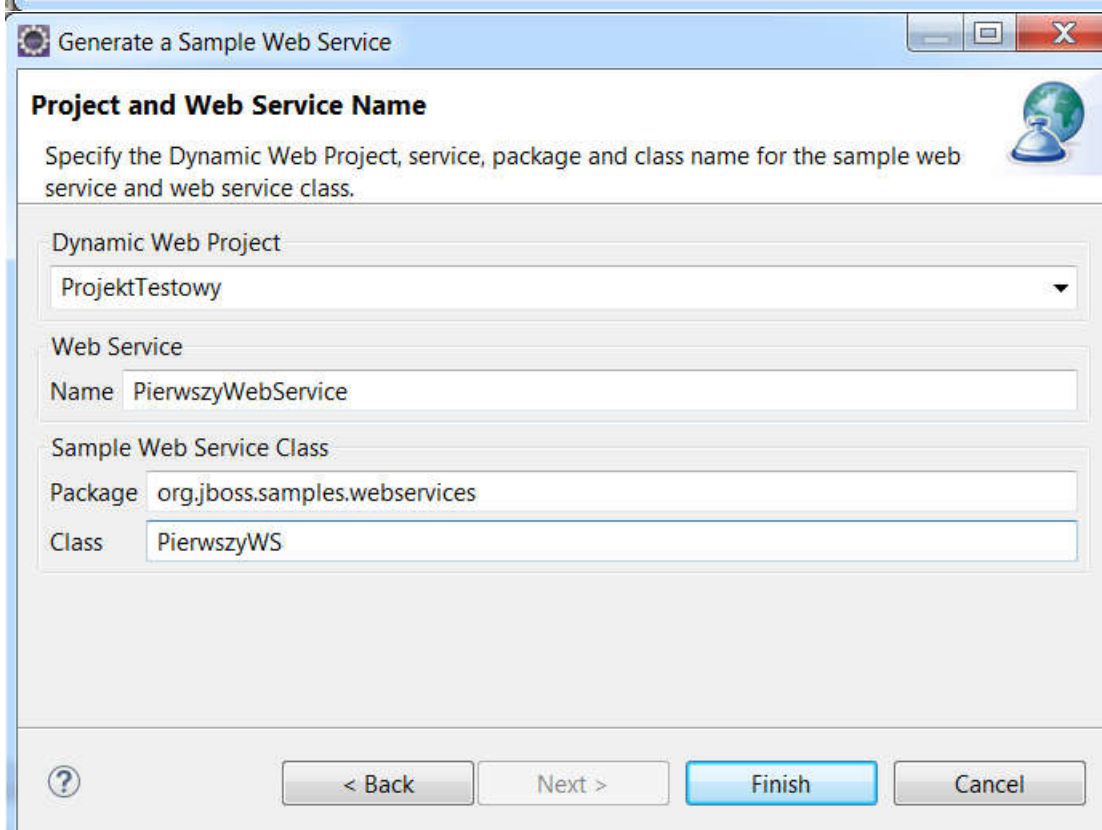 Generate a Sample Web Service
Project and Web Service Name
Specify the Dynamic Web Project, service, package and class name for the sample web
service and web service class.
Dynamic Web Project
ProjektTestowy
Web Service
Name PierwszyWebService
Sample Web Service Class
Package org.jboss.samples.webservices
Class PierwszyWS
? < Back Next > Finish Cancel